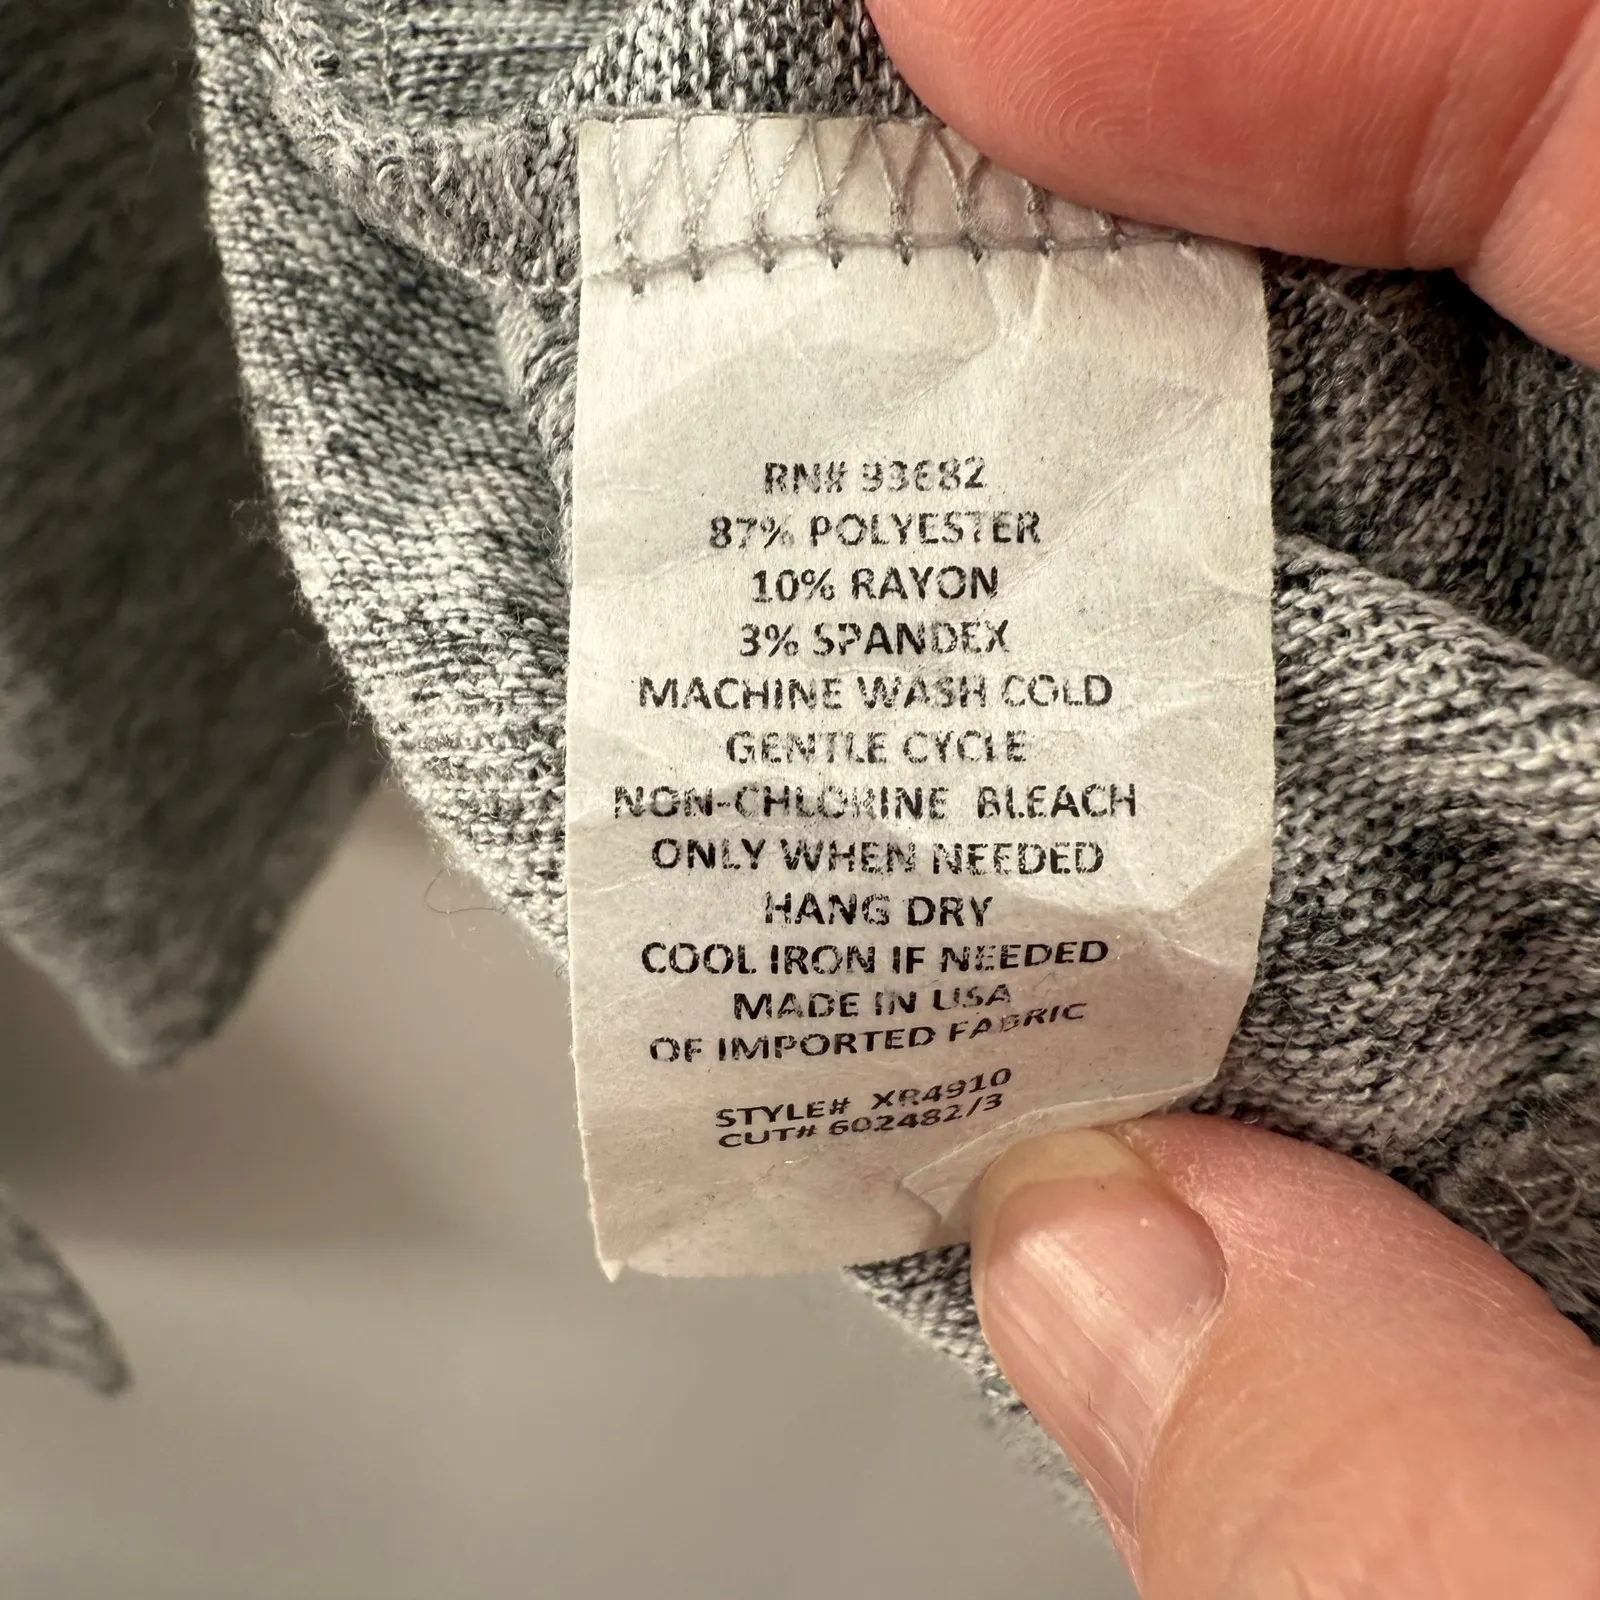 RN# 93682
87% POLYESTER
10% RAYON
3% SPANDEX
MACHINE WASH COLD
GENTLE CYCLE
NON-CHLORINE BLEACH
ONLY WHEN NEEDED
HANG DRY
COOL IRON IF NEEDED
MADE IN USA
OF IMPORTED FABRIC
STYLE# XR4910
CUT# 602482/3